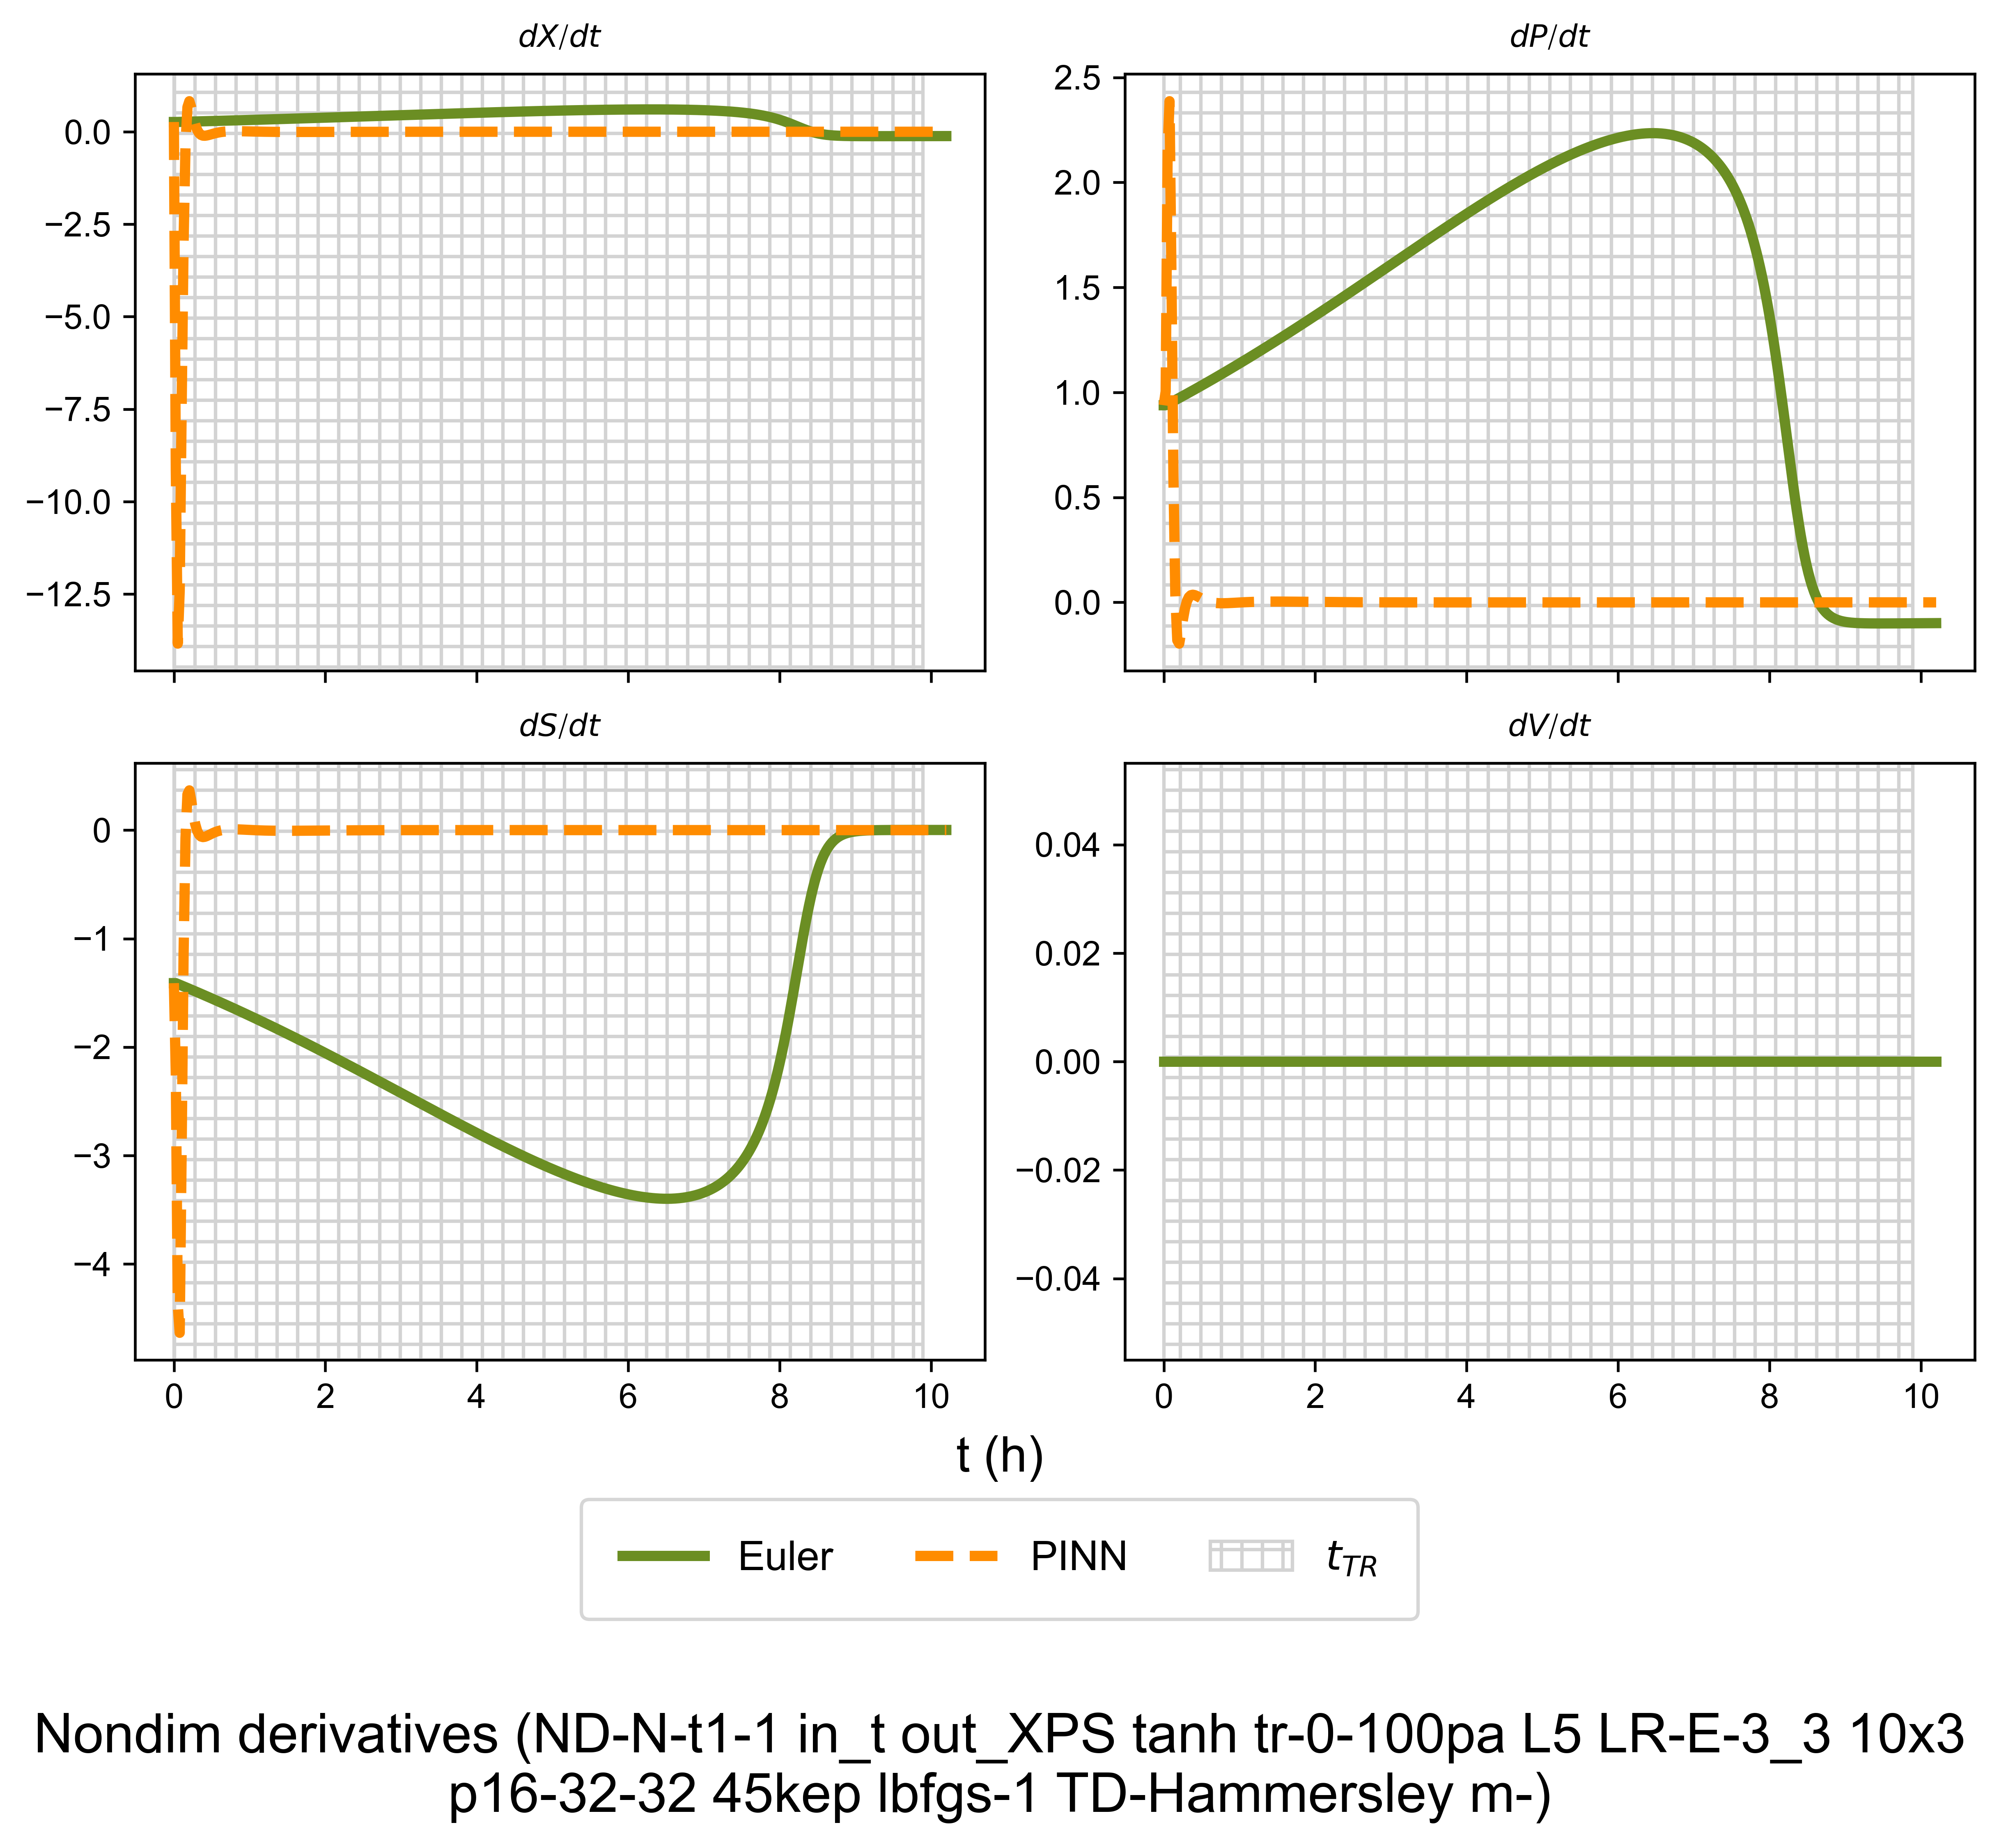 dX/dt
0.0
−2.5
−5.0
−7.5
−10.0
−12.5
dP/dt
2.5
2.0
1.5
1.0
0.5
0.0
dS/dt
0
−1
−2
−3
−4
0 2 4 6 8 10
dV/dt
0.04
0.02
0.00
−0.02
−0.04
0 2 4 6 8 10
t (h)
Euler PINN t_TR
Nondim derivatives (ND-N-t1-1 in_t out_XPS tanh tr-0-100pa L5 LR-E-3_3 10x3
p16-32-32 45kep lbfgs-1 TD-Hammersley m-)